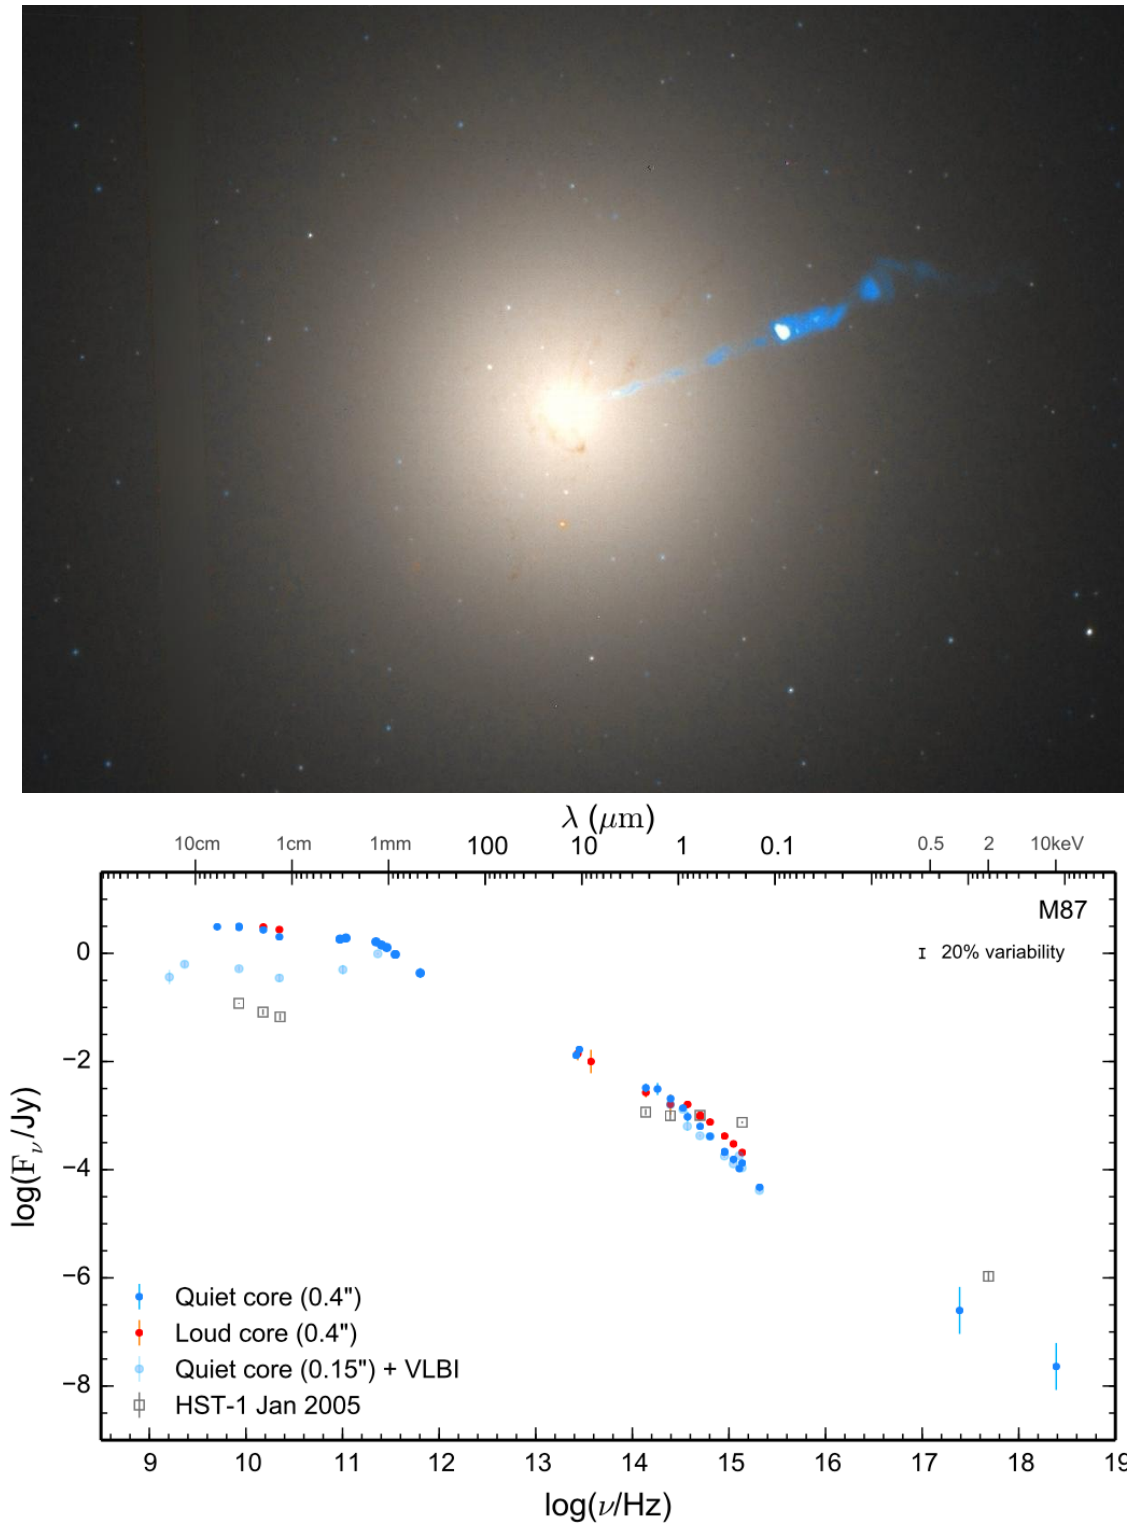 λ (μm)
10cm 1cm 1mm 100 10 1 0.1 0.5 2 10keV
M87
20% variability
0
−2
−4
−6
−8
log(Fν/Jy)
Quiet core (0.4")
Loud core (0.4")
Quiet core (0.15") + VLBI
HST-1 Jan 2005
9 10 11 12 13 14 15 16 17 18 19
log(ν/Hz)